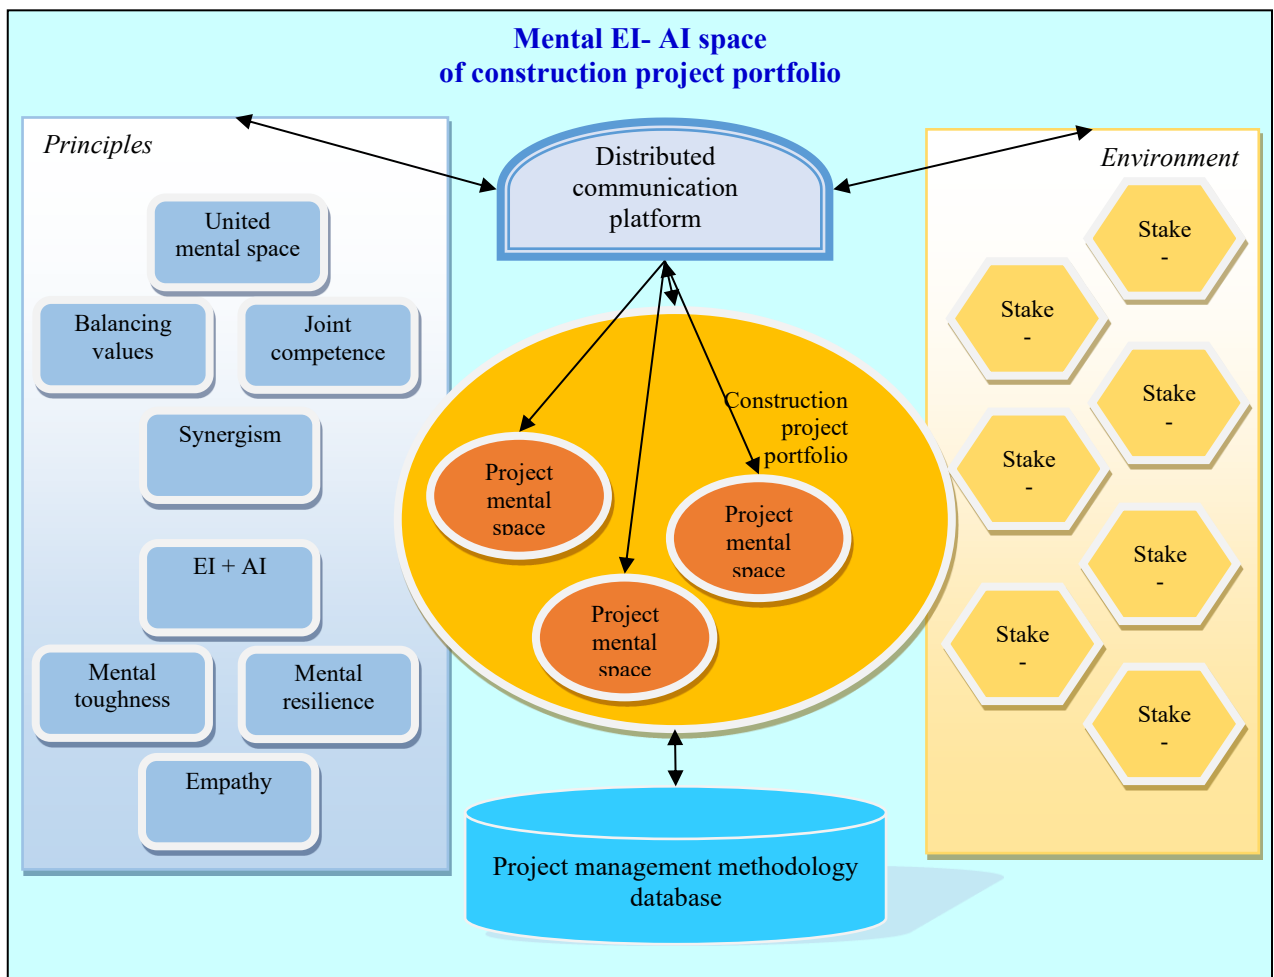 Mental EI- AI space
of construction project portfolio
Principles
United
mental space
Balancing
values
Joint
competence
Synergism
EI + AI
Mental
toughness
Mental
resilience
Empathy
Distributed
communication
platform
Construction
project
portfolio
Project
mental
space
Project
mental
space
Project
mental
space
Project management methodology
database
Environment
Stake
-
Stake
-
Stake
-
Stake
-
Stake
-
Stake
-
Stake
-